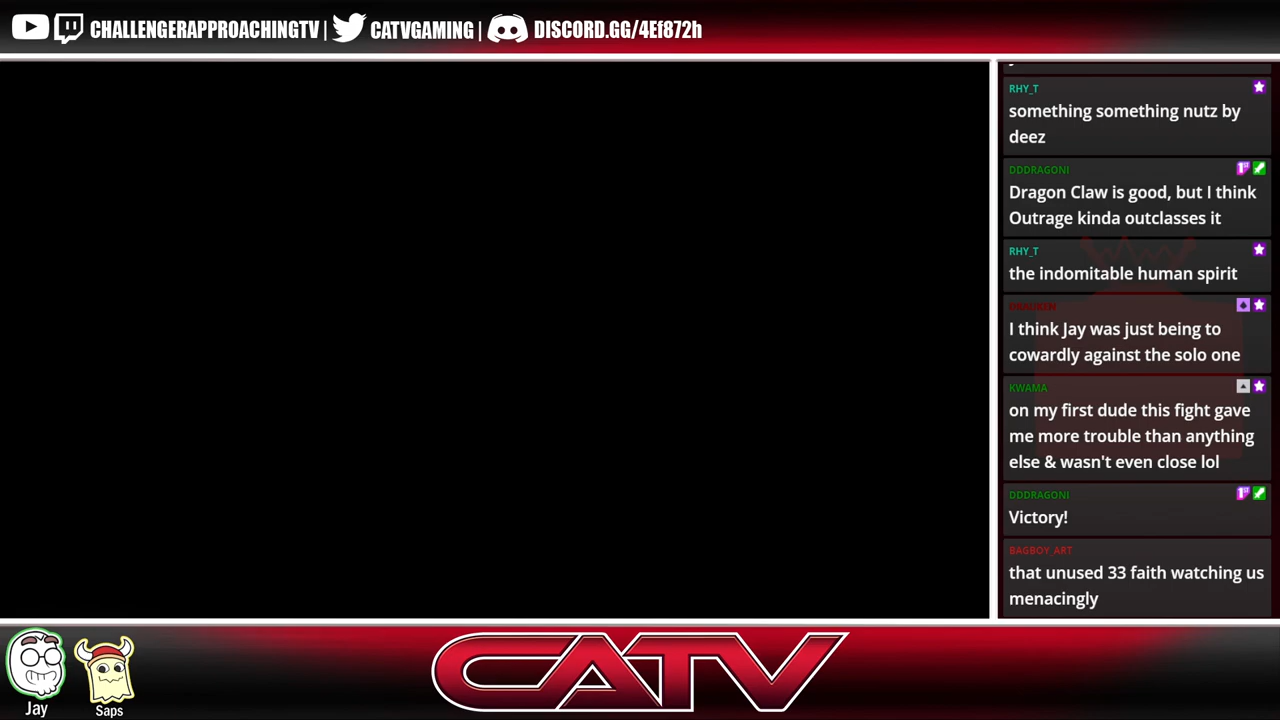 CHALLENGERAPPROACHINGTV | CATVGAMING | DISCORD.GG/4Ef872h
RHY_T
something something nutz by
deez
DDDRAGONI
Dragon Claw is good, but I think
Outrage kinda outclasses it
RHY_T
the indomitable human spirit
I think Jay was just being to
cowardly against the solo one
KWAMA
on my first dude this fight gave
me more trouble than anything
else & wasn't even close lol
DDDRAGONI
Victory!
BAGBOY_ART
that unused 33 faith watching us
menacingly
CATV
Jay
Saps